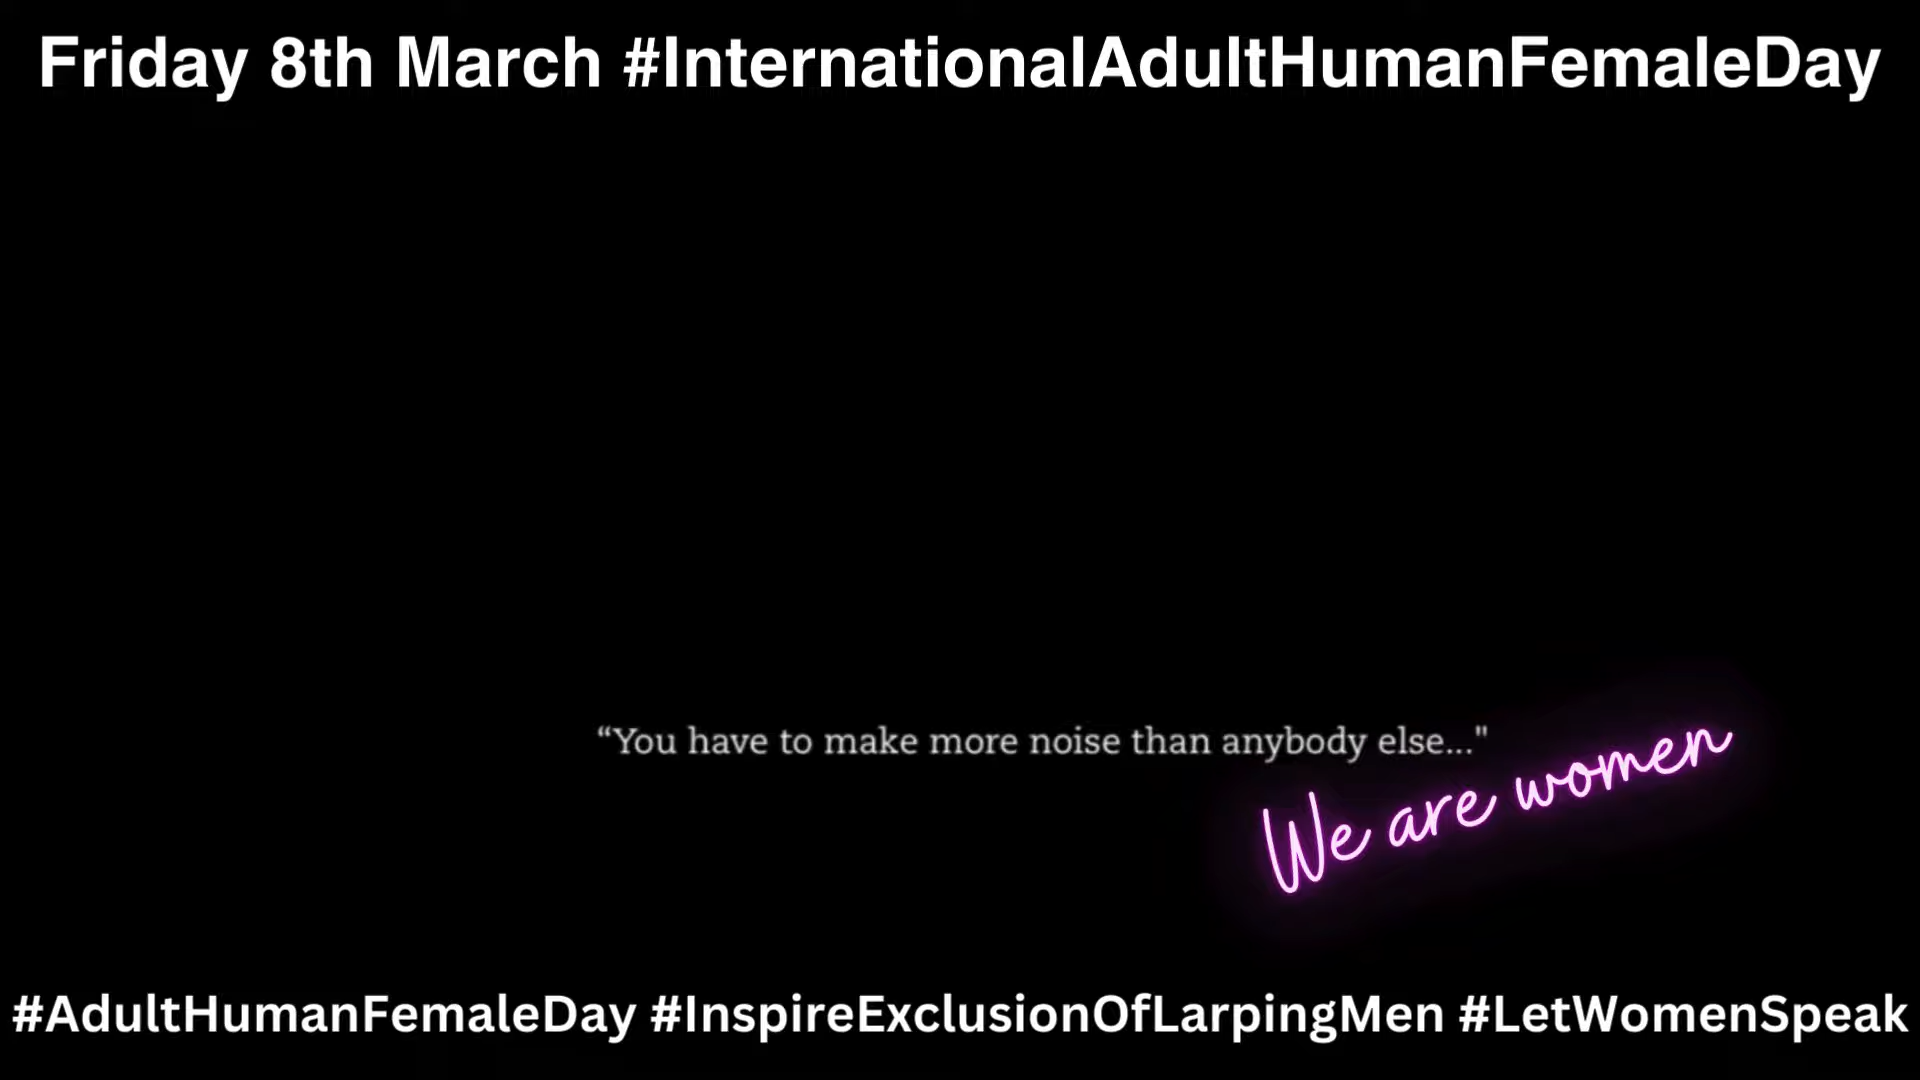 Friday 8th March #InternationalAdultHumanFemaleDay
“You have to make more noise than anybody else..."
We are women
#AdultHumanFemaleDay #InspireExclusionOfLarpingMen #LetWomenSpeak